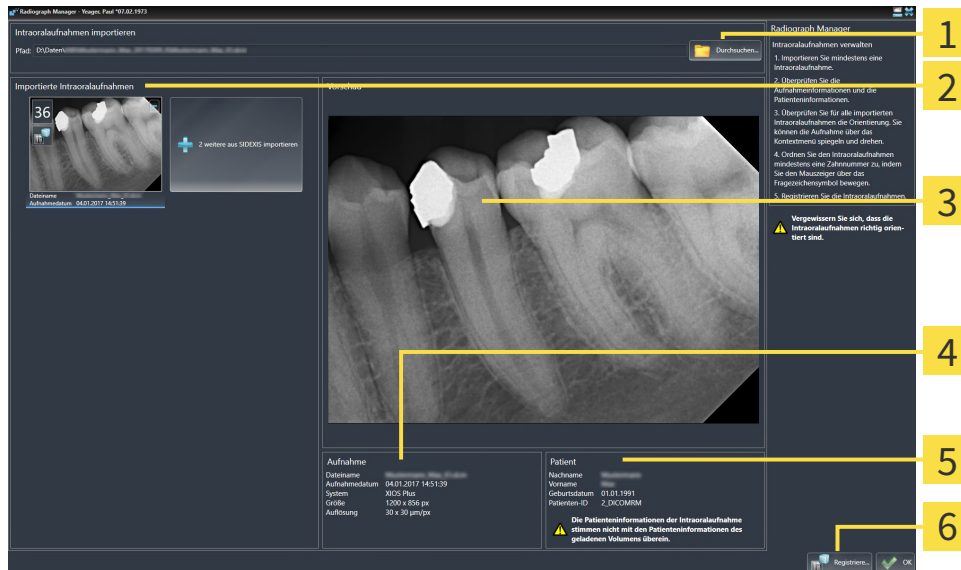 Radiograph Manager - Yeager, Paul *07.02.1973
Intraoralaufnahmen importieren
Pfad: D:\Daten\
Durchsuchen...
1
Importierte Intraoralaufnahmen
2
36
2 weitere aus SIDEXIS importieren
Dateiname
Aufnahmedatum 04.01.2017 14:51:39
Vorschau
3
Aufnahme
4
Dateiname
Aufnahmedatum 04.01.2017 14:51:39
System XIOS Plus
Größe 1200 x 856 px
Auflösung 30 x 30 µm/px
Patient
5
Nachname
Vorname
Geburtsdatum 01.01.1991
Patienten-ID 2_DICOMRM
Die Patienteninformationen der Intraoralaufnahme
stimmen nicht mit den Patienteninformationen des
geladenen Volumens überein.
Radiograph Manager
Intraoralaufnahmen verwalten
1. Importieren Sie mindestens eine
Intraoralaufnahme.
2. Überprüfen Sie die
Aufnahmeinformationen und die
Patienteninformationen.
3. Überprüfen Sie für alle importierten
Intraoralaufnahmen die Orientierung. Sie
können die Aufnahme über das
Kontextmenü spiegeln und drehen.
4. Ordnen Sie den Intraoralaufnahmen
mindestens eine Zahnnummer zu, indem
Sie den Mauszeiger über das
Fragezeichensymbol bewegen.
5. Registrieren Sie die Intraoralaufnahmen.
Vergewissern Sie sich, dass die
Intraoralaufnahmen richtig orien-
tiert sind.
6
Registriere...
OK